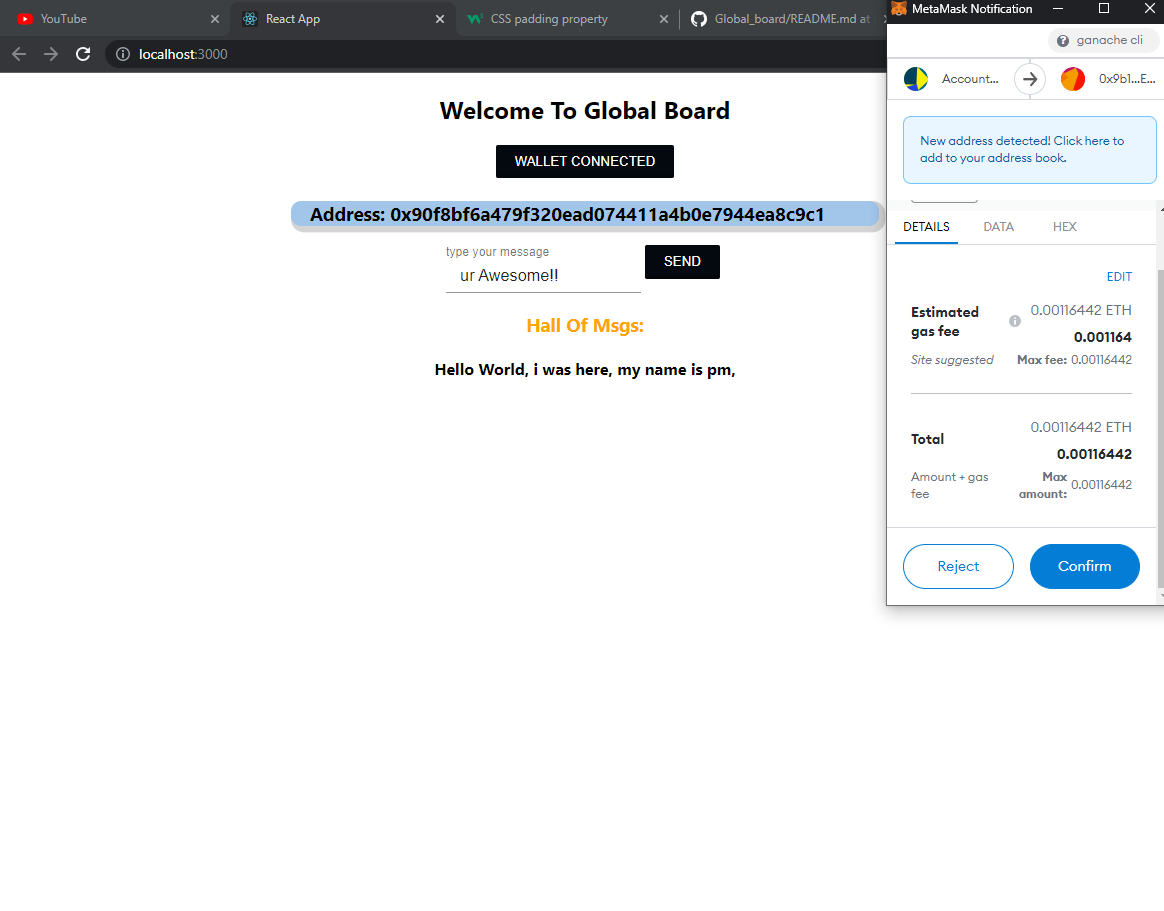 YouTube
React App
CSS padding property
Global_board/README.md at
localhost:3000
Welcome To Global Board
WALLET CONNECTED
Address: 0x90f8bf6a479f320ead074411a4b0e7944ea8c9c1
type your message
ur Awesome!!
SEND
Hall Of Msgs:
Hello World, i was here, my name is pm,
MetaMask Notification
ganache cli
Account...
0x9b1...E...
New address detected! Click here to
add to your address book.
DETAILS
DATA
HEX
EDIT
Estimated
gas fee
0.00116442 ETH
0.001164
Site suggested
Max fee: 0.00116442
Total
0.00116442 ETH
0.00116442
Amount + gas
fee
Max
amount: 0.00116442
Reject
Confirm